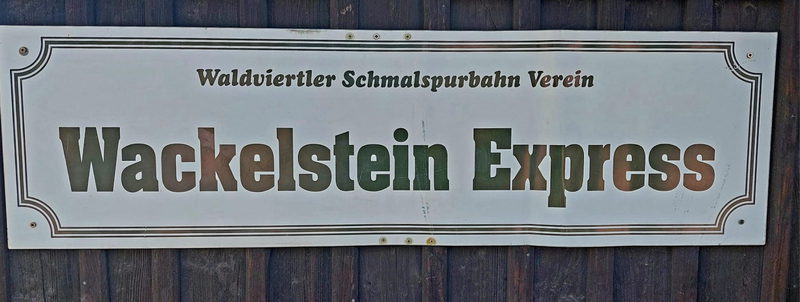 Waldviertler Schmalspurbahn Verein
Wackelstein Express